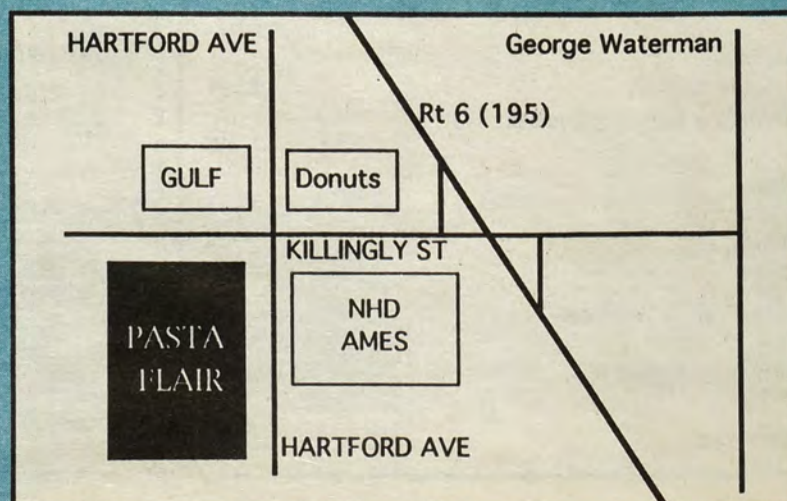 HARTFORD AVE
George Waterman
Rt 6 (195)
GULF
Donuts
KILLINGLY ST
NHD
AMES
PASTA
FLAIR
HARTFORD AVE